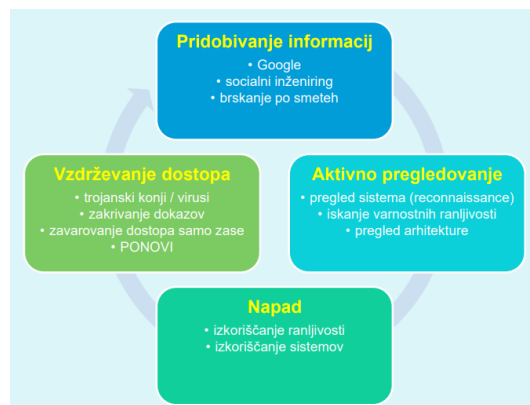 Pridobivanje informacij
• Google
• socialni inženiring
• brskanje po smeteh
Vzdrževanje dostopa
• trojanski konji / virusi
• zakrivanje dokazov
• zavarovanje dostopa samo zase
• PONOVI
Aktivno pregledovanje
• pregled sistema (reconnaissance)
• iskanje varnostnih ranljivosti
• pregled arhitekture
Napad
• izkoriščanje ranljivosti
• izkoriščanje sistemov